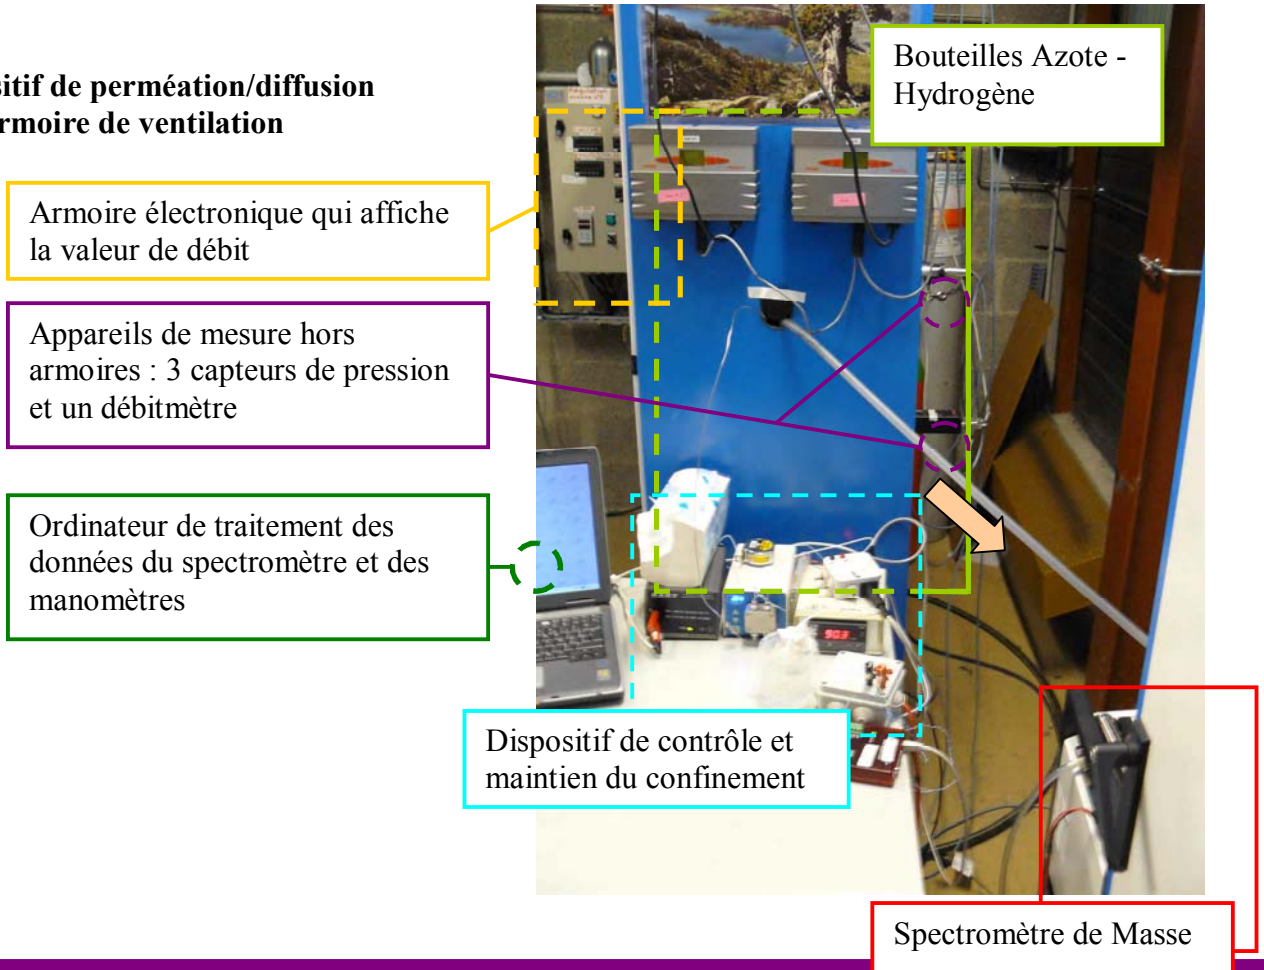 sitif de perméation/diffusion
rmoire de ventilation
Bouteilles Azote -
Hydrogène
Armoire électronique qui affiche
la valeur de débit
Appareils de mesure hors
armoires : 3 capteurs de pression
et un débitmètre
Ordinateur de traitement des
données du spectromètre et des
manomètres
903
Dispositif de contrôle et
maintien du confinement
Spectromètre de Masse